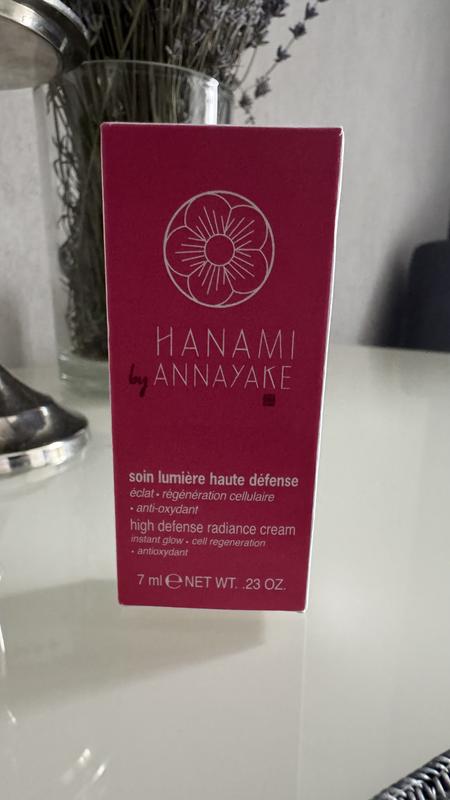 HANAMI
by ANNAYAKE
soin lumière haute défense
éclat • régénération cellulaire
• anti-oxydant
high defense radiance cream
instant glow • cell regeneration
• antioxydant
7 ml ℮ NET WT. .23 OZ.